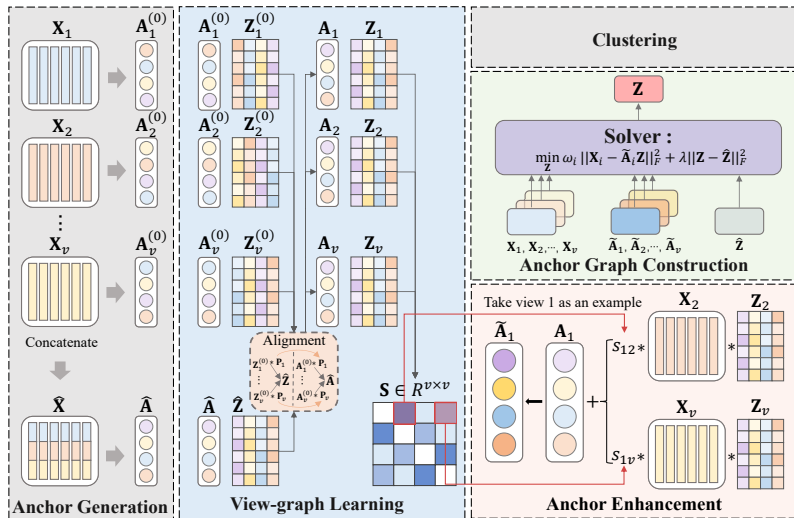 X₁ A₁⁽⁰⁾
X₂ A₂⁽⁰⁾
⋮
Xᵥ Aᵥ⁽⁰⁾
Concatenate
X̂ Â
Anchor Generation
A₁⁽⁰⁾ Z₁⁽⁰⁾ A₁ Z₁
A₂⁽⁰⁾ Z₂⁽⁰⁾ A₂ Z₂
Aᵥ⁽⁰⁾ Zᵥ⁽⁰⁾ Aᵥ Zᵥ
Alignment
Z₁⁽⁰⁾ * P₁ A₁⁽⁰⁾ * P₁
⋮ Ẑ ⋮ Â
Zᵥ⁽⁰⁾ * Pᵥ Aᵥ⁽⁰⁾ * Pᵥ
Â Ẑ
S ∈ Rᵛ×ᵛ
View-graph Learning
Clustering
Z
Solver :
min_Z ωᵢ ||Xᵢ − ÃᵢZ||²_F + λ||Z − Ẑ||²_F
X₁, X₂,⋯, Xᵥ Ã₁, Ã₂,⋯, Ãᵥ Ẑ
Anchor Graph Construction
Take view 1 as an example
X₂ Z₂
Ã₁ A₁
s₁₂ * *
+
Xᵥ Zᵥ
s₁ᵥ * *
Anchor Enhancement